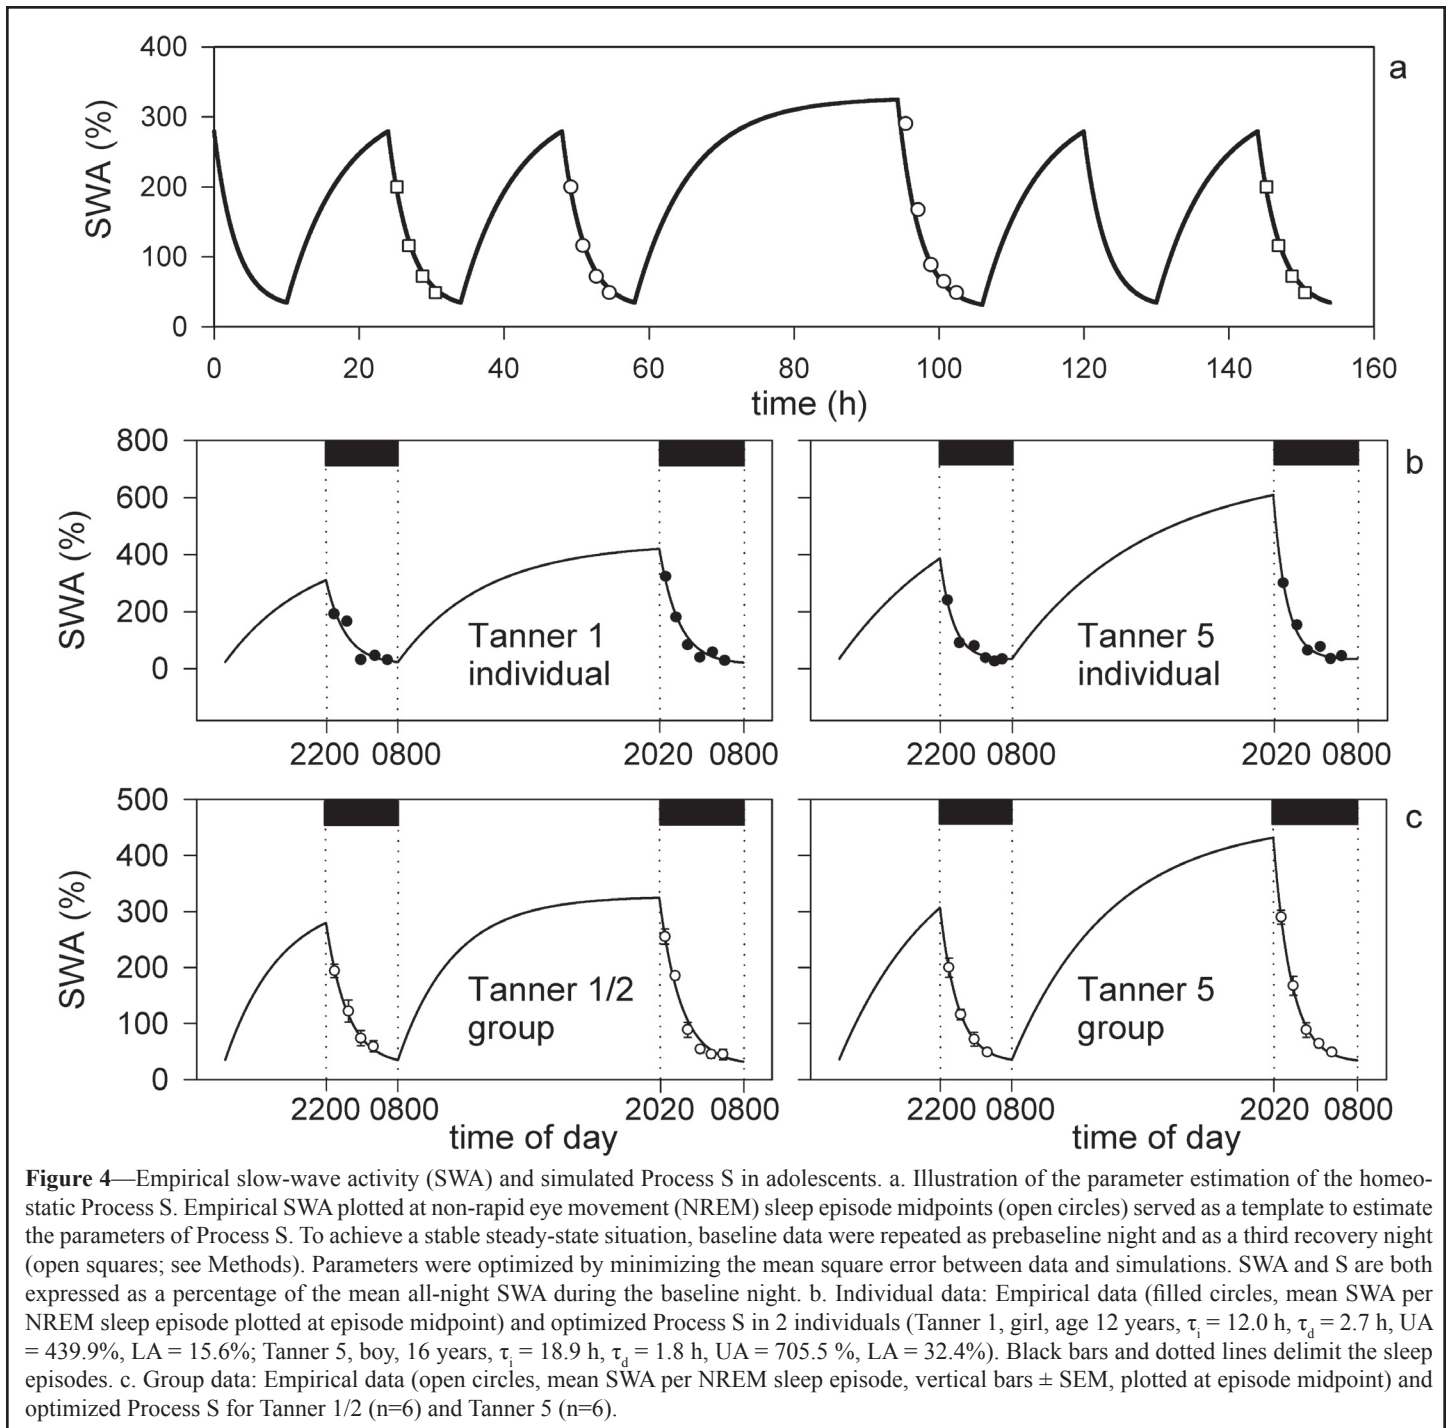 400
a
300
SWA (%)
200
100
0
0 20 40 60 80 100 120 140 160
time (h)
800
b
600
SWA (%)
400
200
0
Tanner 1
individual
Tanner 5
individual
2200 0800 2020 0800 2200 0800 2020 0800
500
c
400
SWA (%)
300
200
100
0
Tanner 1/2
group
Tanner 5
group
2200 0800 2020 0800 2200 0800 2020 0800
time of day time of day
Figure 4—Empirical slow-wave activity (SWA) and simulated Process S in adolescents. a. Illustration of the parameter estimation of the homeo-
static Process S. Empirical SWA plotted at non-rapid eye movement (NREM) sleep episode midpoints (open circles) served as a template to estimate
the parameters of Process S. To achieve a stable steady-state situation, baseline data were repeated as prebaseline night and as a third recovery night
(open squares; see Methods). Parameters were optimized by minimizing the mean square error between data and simulations. SWA and S are both
expressed as a percentage of the mean all-night SWA during the baseline night. b. Individual data: Empirical data (filled circles, mean SWA per
NREM sleep episode plotted at episode midpoint) and optimized Process S in 2 individuals (Tanner 1, girl, age 12 years, τi = 12.0 h, τd = 2.7 h, UA
= 439.9%, LA = 15.6%; Tanner 5, boy, 16 years, τi = 18.9 h, τd = 1.8 h, UA = 705.5 %, LA = 32.4%). Black bars and dotted lines delimit the sleep
episodes. c. Group data: Empirical data (open circles, mean SWA per NREM sleep episode, vertical bars ± SEM, plotted at episode midpoint) and
optimized Process S for Tanner 1/2 (n=6) and Tanner 5 (n=6).